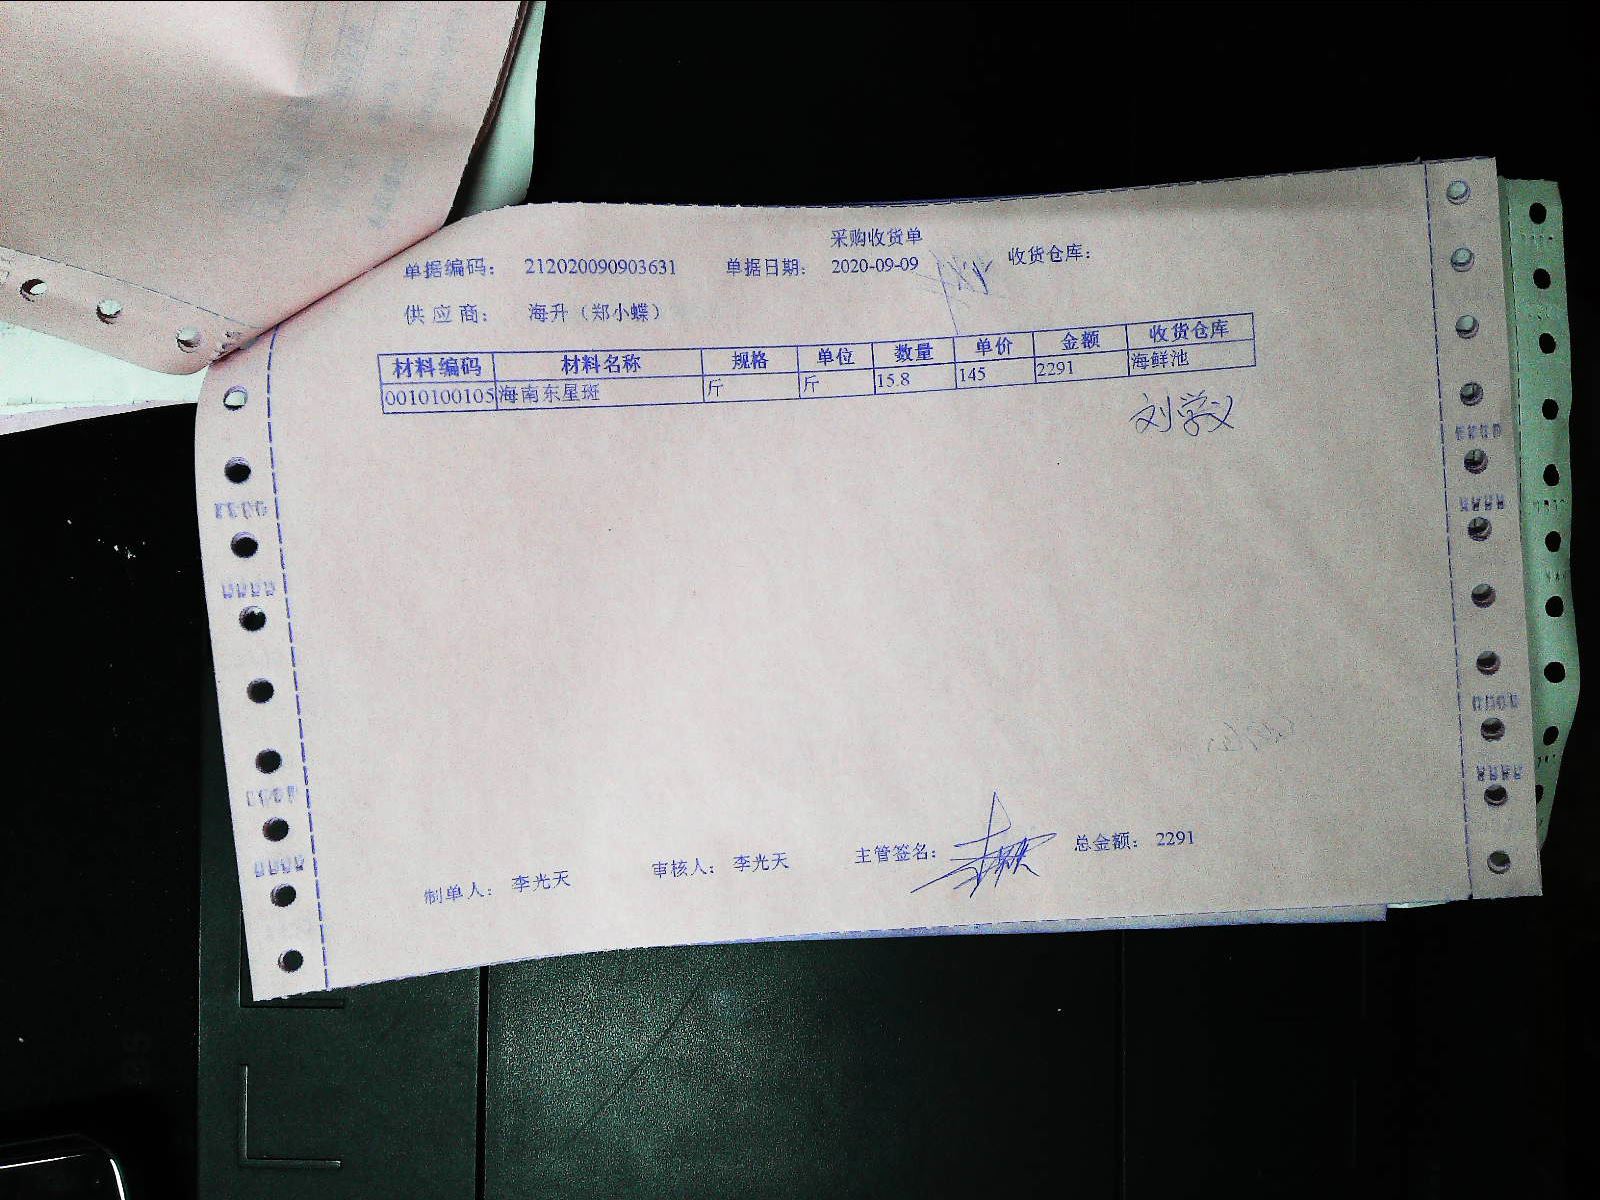 采购收货单
单据编码： 212020090903631 单据日期： 2020-09-09 收货仓库：
供 应 商： 海升（郑小蝶）
材料编码 材料名称 规格 单位 数量 单价 金额 收货仓库
0010100105 海南东星斑 斤 斤 15.8 145 2291 海鲜池
刘学义
制单人： 李光天 审核人： 李光天 主管签名： 总金额： 2291